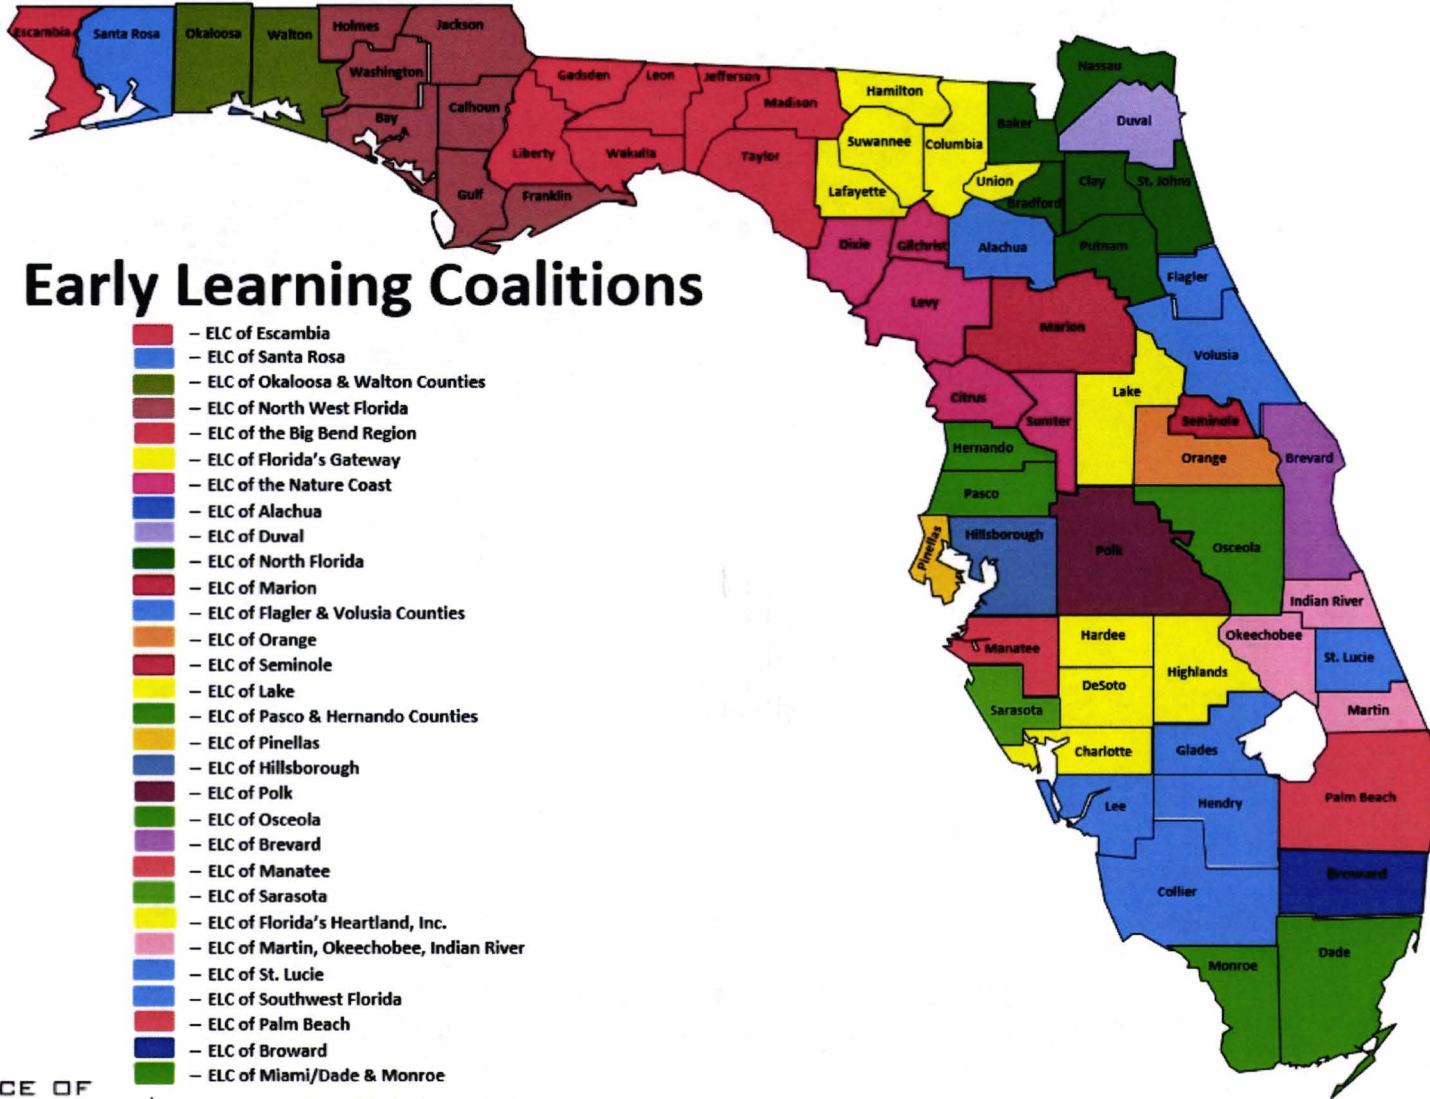 Escambia
Santa Rosa
Okaloosa
Walton
Holmes
Jackson
Washington
Bay
Calhoun
Gulf
Gadsden
Leon
Jefferson
Madison
Liberty
Wakulla
Taylor
Franklin
Hamilton
Suwannee
Columbia
Lafayette
Union
Baker
Nassau
Duval
Bradford
Clay
St. Johns
Dixie
Gilchrist
Alachua
Putnam
Flagler
Levy
Marion
Volusia
Citrus
Sumter
Lake
Seminole
Orange
Brevard
Hernando
Pasco
Pinellas
Hillsborough
Polk
Osceola
Indian River
Manatee
Hardee
Highlands
Okeechobee
St. Lucie
DeSoto
Sarasota
Martin
Charlotte
Glades
Lee
Hendry
Palm Beach
Collier
Broward
Monroe
Dade
Early Learning Coalitions
– ELC of Escambia
– ELC of Santa Rosa
– ELC of Okaloosa & Walton Counties
– ELC of North West Florida
– ELC of the Big Bend Region
– ELC of Florida's Gateway
– ELC of the Nature Coast
– ELC of Alachua
– ELC of Duval
– ELC of North Florida
– ELC of Marion
– ELC of Flagler & Volusia Counties
– ELC of Orange
– ELC of Seminole
– ELC of Lake
– ELC of Pasco & Hernando Counties
– ELC of Pinellas
– ELC of Hillsborough
– ELC of Polk
– ELC of Osceola
– ELC of Brevard
– ELC of Manatee
– ELC of Sarasota
– ELC of Florida's Heartland, Inc.
– ELC of Martin, Okeechobee, Indian River
– ELC of St. Lucie
– ELC of Southwest Florida
– ELC of Palm Beach
– ELC of Broward
– ELC of Miami/Dade & Monroe
CE OF